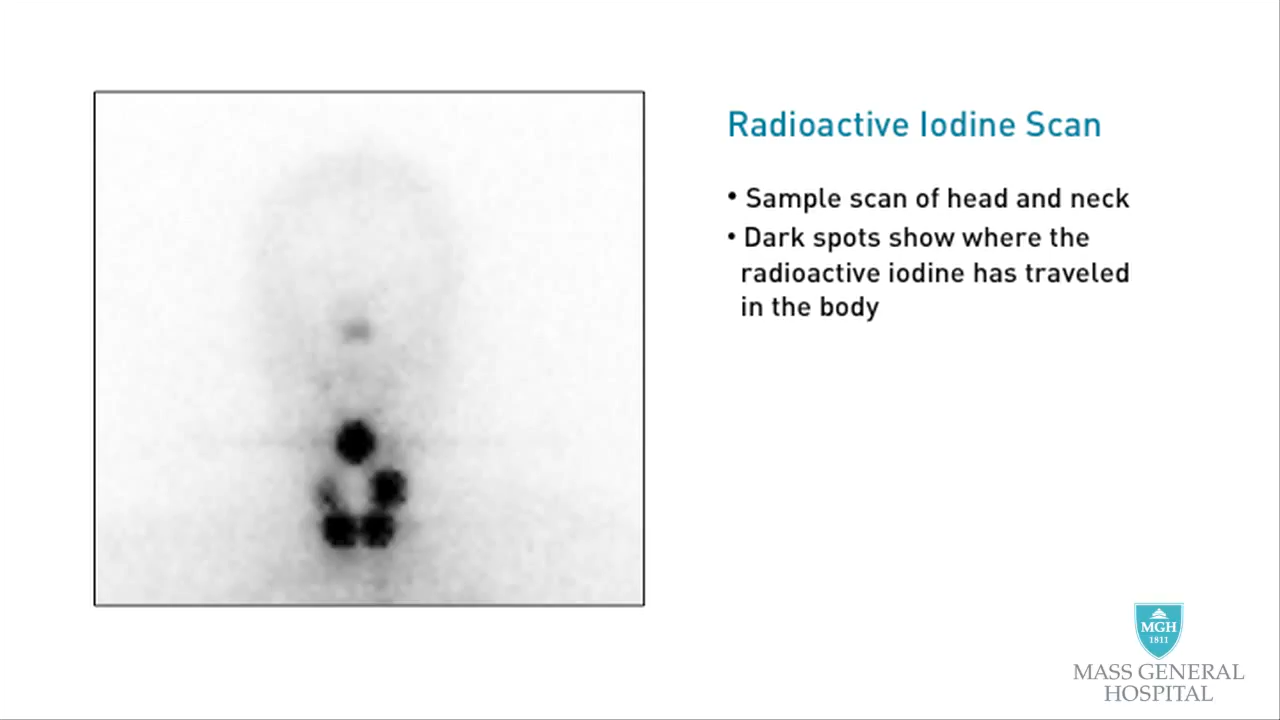 Radioactive Iodine Scan
• Sample scan of head and neck
• Dark spots show where the
radioactive iodine has traveled
in the body
MGH
1811
MASS GENERAL
HOSPITAL